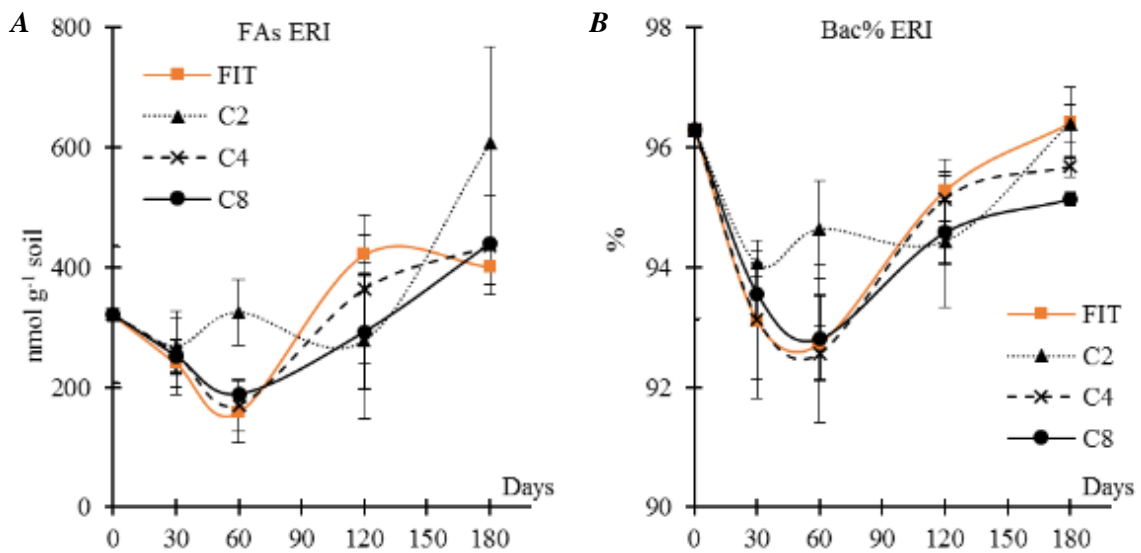 A
FAs ERI
800
600
400
200
0
nmol g⁻¹ soil
FIT
C2
C4
C8
Days
0 30 60 90 120 150 180
B
Bac% ERI
98
96
94
92
90
%
FIT
C2
C4
C8
Days
0 30 60 90 120 150 180